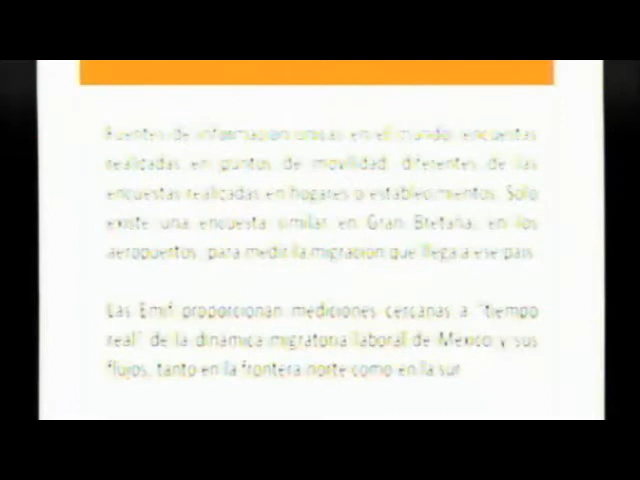 Fuentes de información únicas en el mundo, encuestas
realizadas en puntos de movilidad, diferentes de las
encuestas realizadas en hogares o establecimientos. Solo
existe una encuesta similar en Gran Bretaña, en los
aeropuertos, para medir la migración que llega a ese país.
Las Emif proporcionan mediciones cercanas a "tiempo
real" de la dinámica migratoria laboral de México y sus
flujos, tanto en la frontera norte como en la sur.